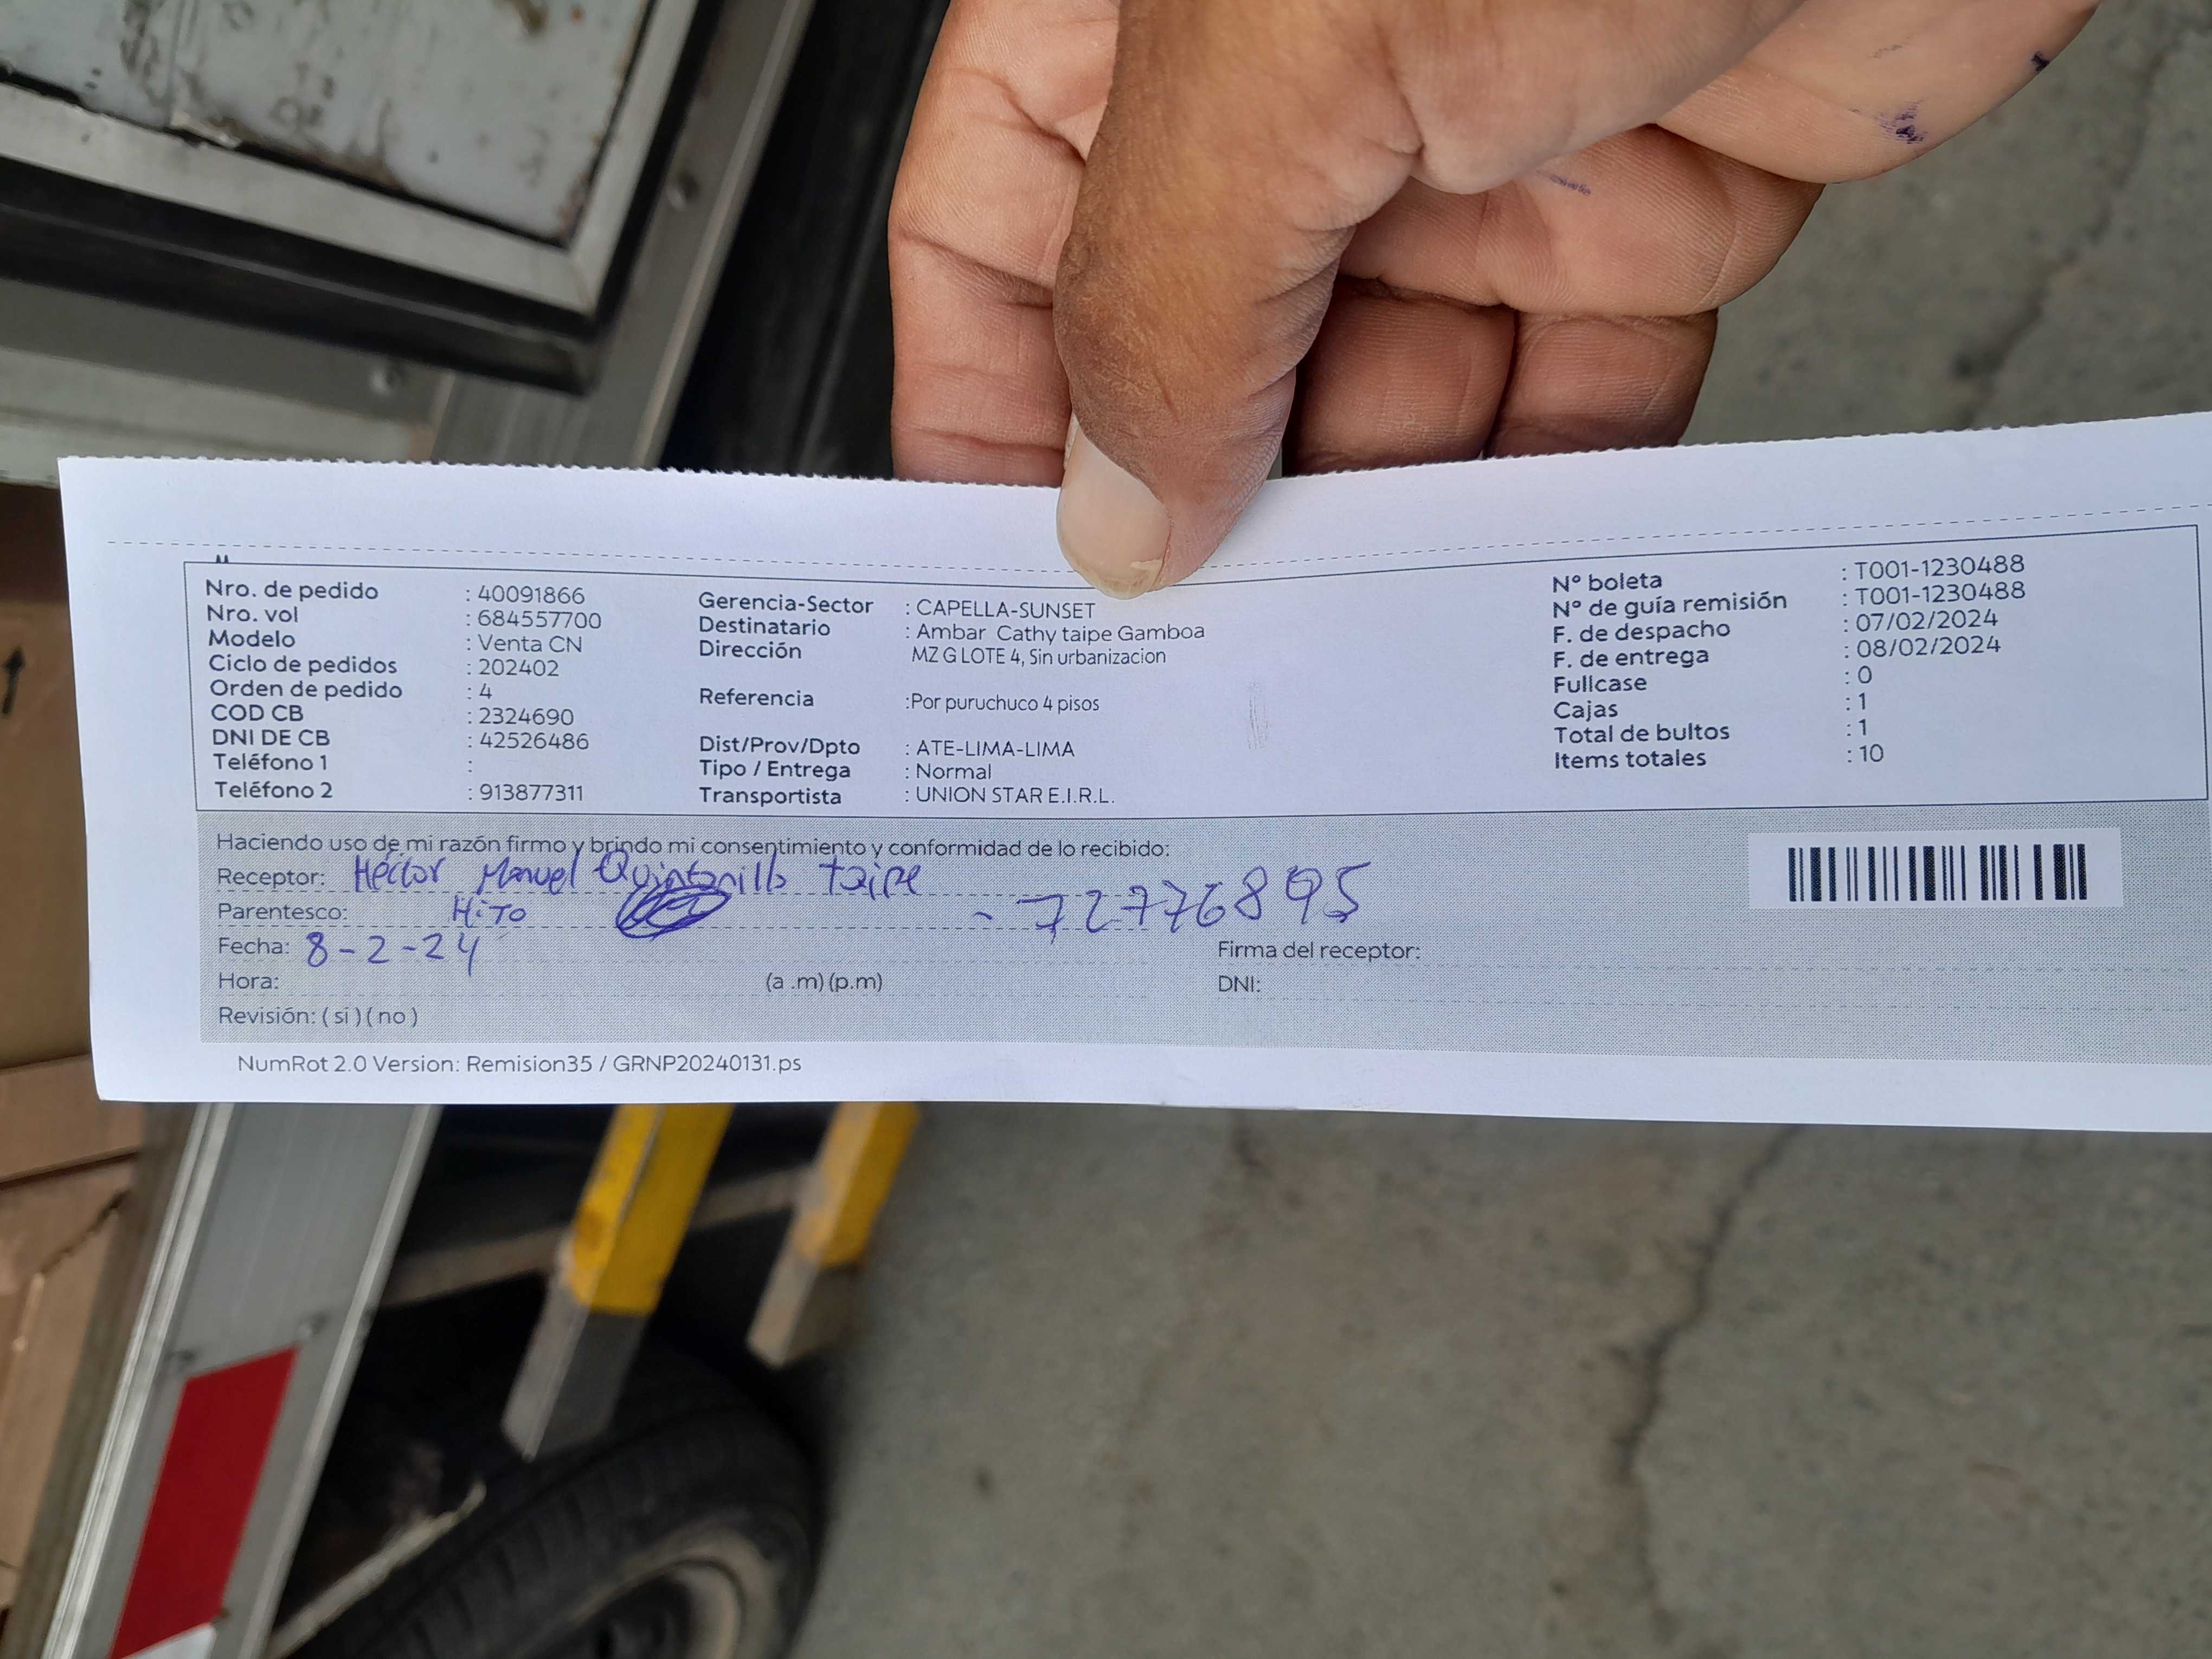 Nro. de pedido : 40091866
Nro. vol : 684557700
Modelo : Venta CN
Ciclo de pedidos : 202402
Orden de pedido : 4
COD CB : 2324690
DNI DE CB : 42526486
Teléfono 1 :
Teléfono 2 : 913877311
Gerencia-Sector : CAPELLA-SUNSET
Destinatario : Ambar Cathy taipe Gamboa
Dirección MZ G LOTE 4, Sin urbanizacion
Referencia :Por puruchuco 4 pisos
Dist/Prov/Dpto : ATE-LIMA-LIMA
Tipo / Entrega : Normal
Transportista : UNION STAR E.I.R.L.
N° boleta : T001-1230488
N° de guía remisión : T001-1230488
F. de despacho : 07/02/2024
F. de entrega : 08/02/2024
Fullcase : 0
Cajas : 1
Total de bultos : 1
Items totales : 10
Haciendo uso de mi razón firmo y brindo mi consentimiento y conformidad de lo recibido:
Receptor: Héctor Manuel Quintanilla taipe
Parentesco: HiJO - 72776895
Fecha: 8-2-24 Firma del receptor:
Hora: (a .m) (p.m) DNI:
Revisión: ( si ) ( no )
NumRot 2.0 Version: Remision35 / GRNP20240131.ps